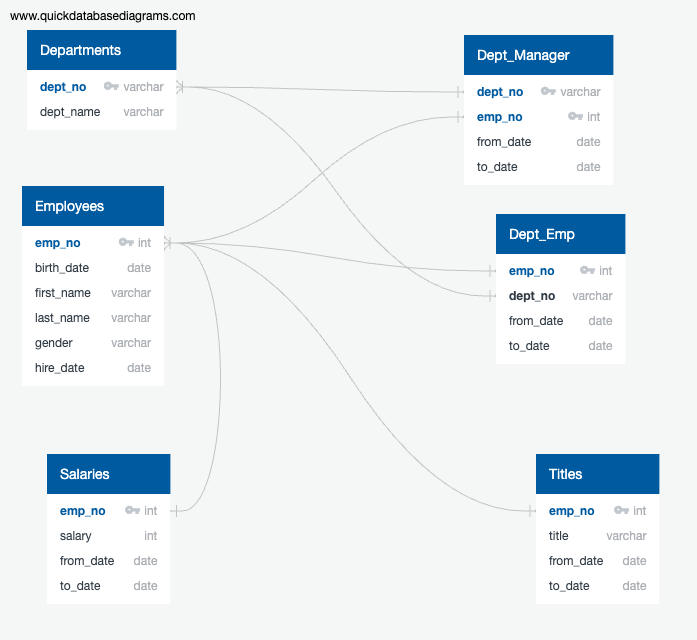 www.quickdatabasediagrams.com
Departments
dept_no varchar
dept_name varchar
Dept_Manager
dept_no varchar
emp_no int
from_date date
to_date date
Employees
emp_no int
birth_date date
first_name varchar
last_name varchar
gender varchar
hire_date date
Dept_Emp
emp_no int
dept_no varchar
from_date date
to_date date
Salaries
emp_no int
salary int
from_date date
to_date date
Titles
emp_no int
title varchar
from_date date
to_date date